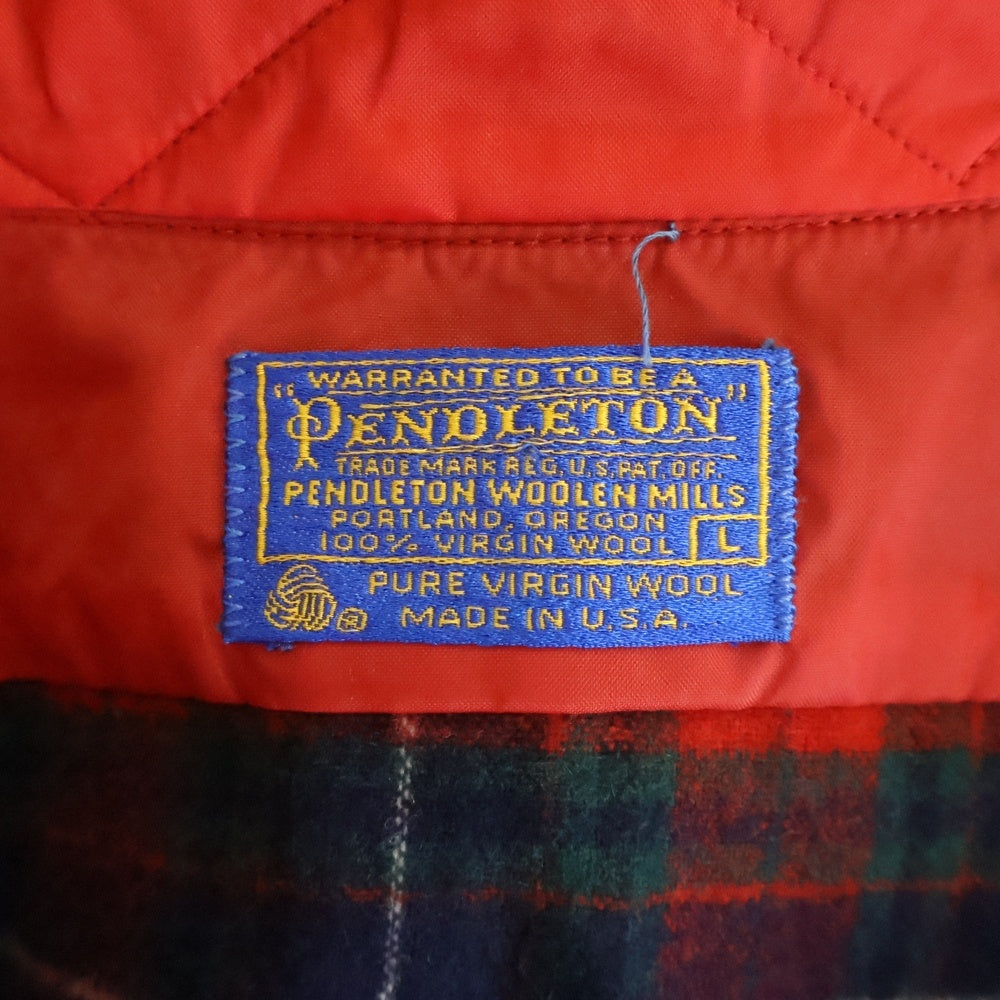 WARRANTED TO BE A
"PENDLETON"
TRADE MARK REG. U.S. PAT. OFF.
PENDLETON WOOLEN MILLS
PORTLAND, OREGON
100% VIRGIN WOOL L
PURE VIRGIN WOOL
® MADE IN U.S.A.